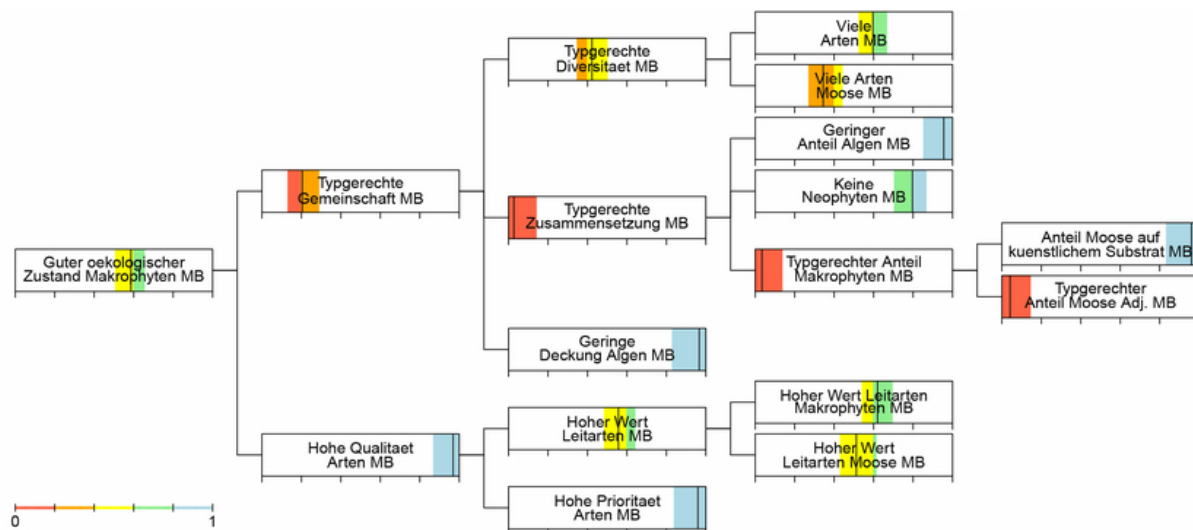 Viele
Arten MB
Typgerechte
Diversitaet MB
Viele Arten
Moose MB
Geringer
Anteil Algen MB
Typgerechte
Gemeinschaft MB
Keine
Neophyten MB
Typgerechte
Zusammensetzung MB
Anteil Moose auf
kuenstlichem Substrat MB
Guter oekologischer
Zustand Makrophyten MB
Typgerechter Anteil
Makrophyten MB
Typgerechter
Anteil Moose Adj. MB
Geringe
Deckung Algen MB
Hoher Wert Leitarten
Makrophyten MB
Hoher Wert
Leitarten MB
Hohe Qualitaet
Arten MB
Hoher Wert
Leitarten Moose MB
Hohe Prioritaet
Arten MB
0 1